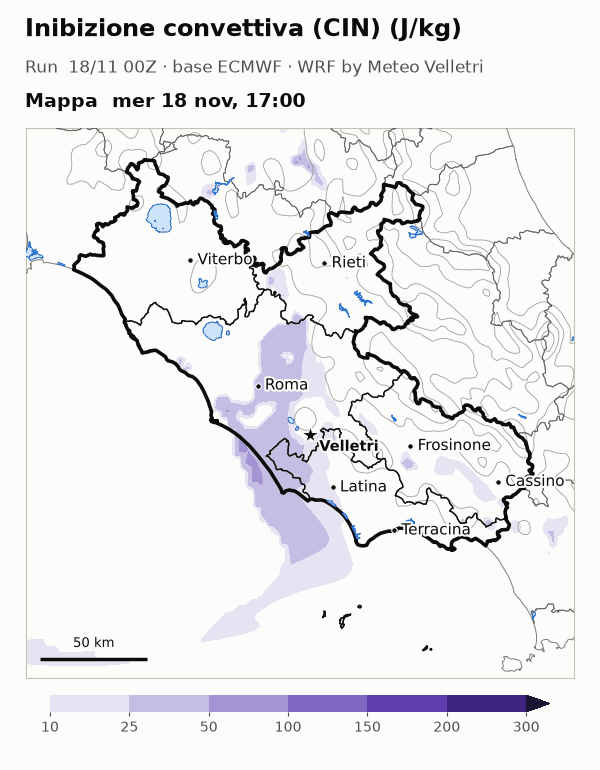 Inibizione convettiva (CIN) (J/kg)
Run  18/11 00Z · base ECMWF · WRF by Meteo Velletri
Mappa  mer 18 nov, 17:00
Viterbo
Rieti
Roma
Velletri
Frosinone
Latina
Cassino
Terracina
50 km
10 25 50 100 150 200 300